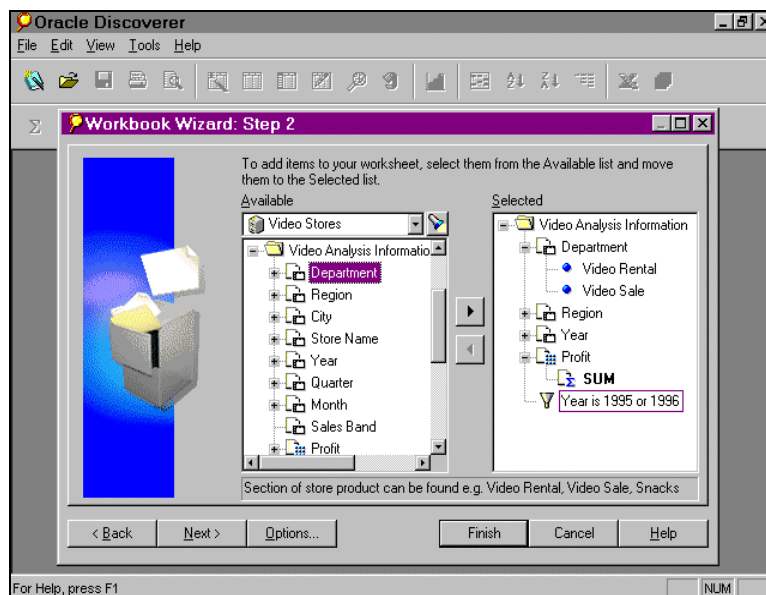 Oracle Discoverer
File Edit View Tools Help
Workbook Wizard: Step 2
To add items to your worksheet, select them from the Available list and move
them to the Selected list.
Available
Video Stores
Video Analysis Informatio
Department
Region
City
Store Name
Year
Quarter
Month
Sales Band
Profit
Selected
Video Analysis Information
Department
Video Rental
Video Sale
Region
Year
Profit
SUM
Year is 1995 or 1996
Section of store product can be found e.g. Video Rental, Video Sale, Snacks
< Back Next > Options... Finish Cancel Help
For Help, press F1 NUM